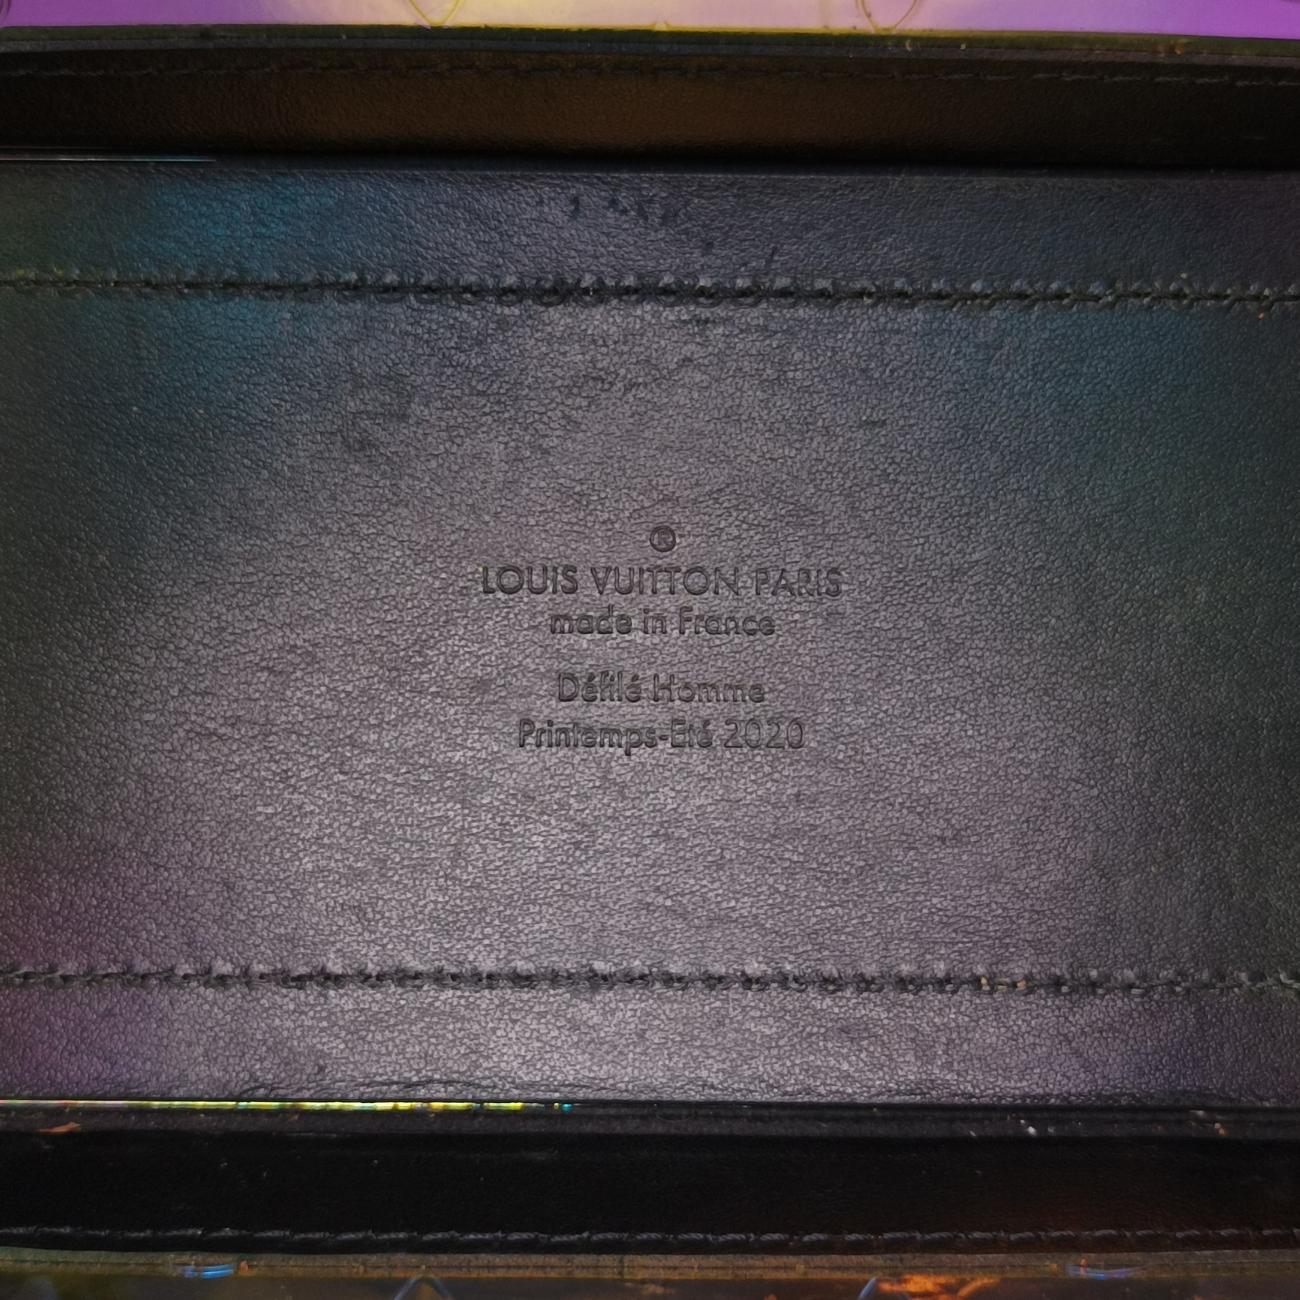 ®
LOUIS VUITTON PARIS
made in France
Défilé Homme
Printemps-Eté 2020